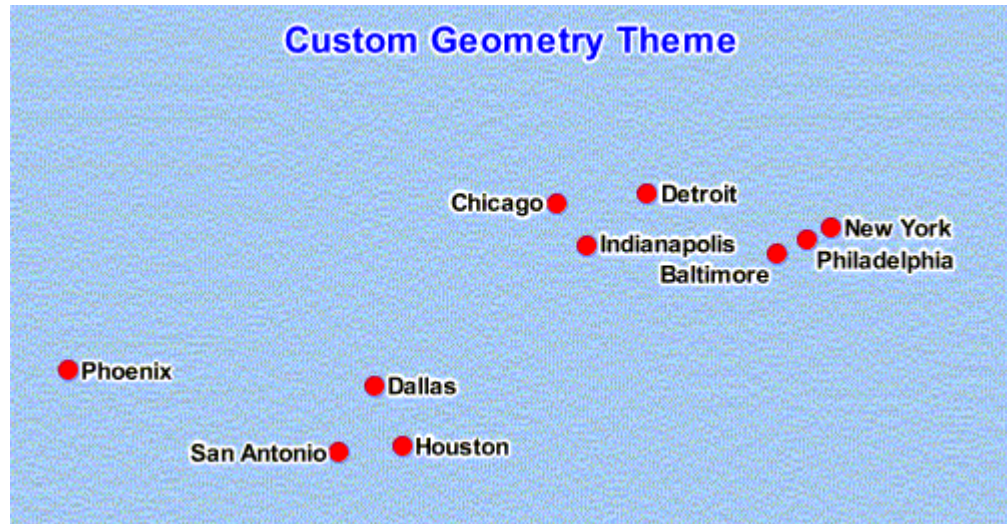 Custom Geometry Theme
Chicago
Detroit
New York
Indianapolis
Philadelphia
Baltimore
Phoenix
Dallas
San Antonio
Houston